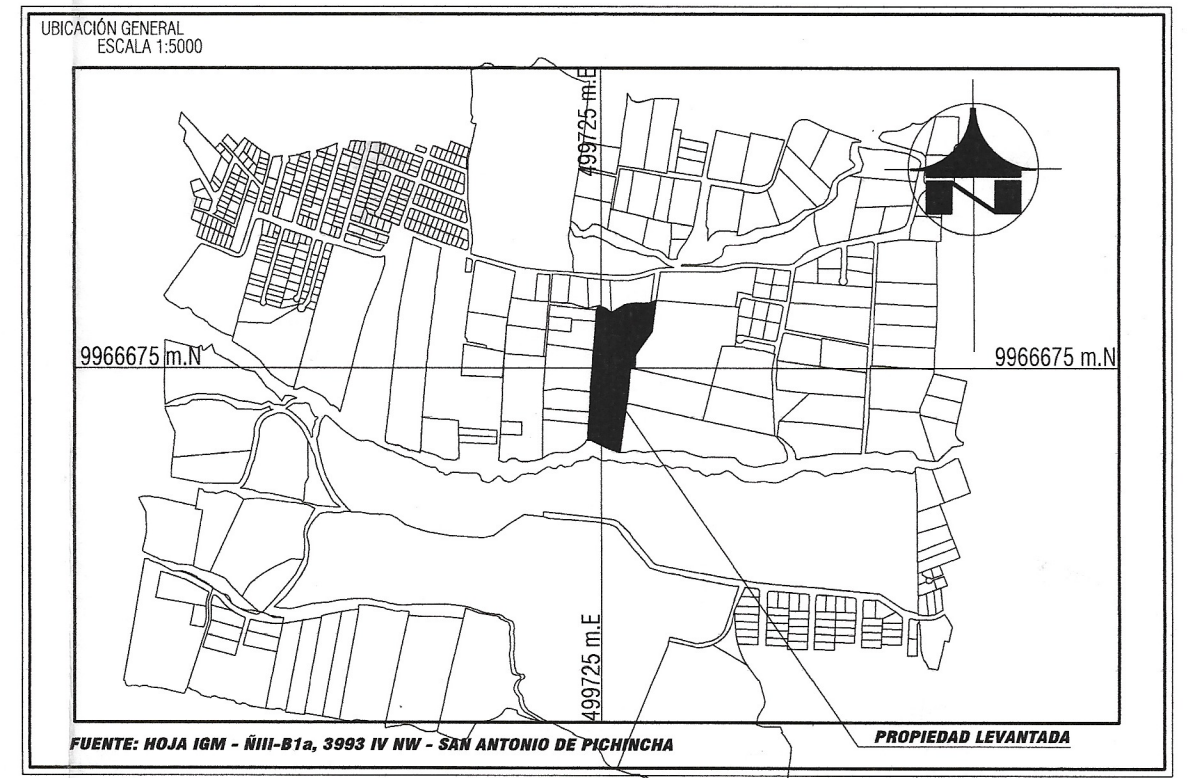 UBICACIÓN GENERAL
ESCALA 1:5000
499725 m.E
9966675 m.N
9966675 m.N
499725 m.E
FUENTE: HOJA IGM - ÑIII-B1a, 3993 IV NW - SAN ANTONIO DE PICHINCHA
PROPIEDAD LEVANTADA